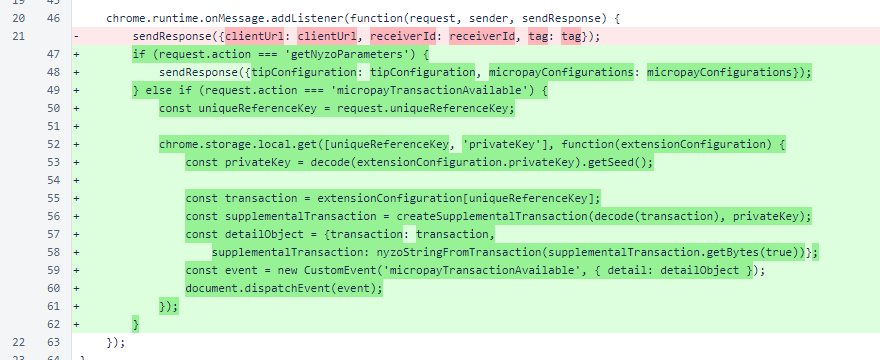 20 46 chrome.runtime.onMessage.addListener(function(request, sender, sendResponse) {
21 - sendResponse({clientUrl: clientUrl, receiverId: receiverId, tag: tag});
47 + if (request.action === 'getNyzoParameters') {
48 + sendResponse({tipConfiguration: tipConfiguration, micropayConfigurations: micropayConfigurations});
49 + } else if (request.action === 'micropayTransactionAvailable') {
50 + const uniqueReferenceKey = request.uniqueReferenceKey;
51 +
52 + chrome.storage.local.get([uniqueReferenceKey, 'privateKey'], function(extensionConfiguration) {
53 + const privateKey = decode(extensionConfiguration.privateKey).getSeed();
54 +
55 + const transaction = extensionConfiguration[uniqueReferenceKey];
56 + const supplementalTransaction = createSupplementalTransaction(decode(transaction), privateKey);
57 + const detailObject = {transaction: transaction,
58 + supplementalTransaction: nyzoStringFromTransaction(supplementalTransaction.getBytes(true))};
59 + const event = new CustomEvent('micropayTransactionAvailable', { detail: detailObject });
60 + document.dispatchEvent(event);
61 + });
62 + }
22 63 });